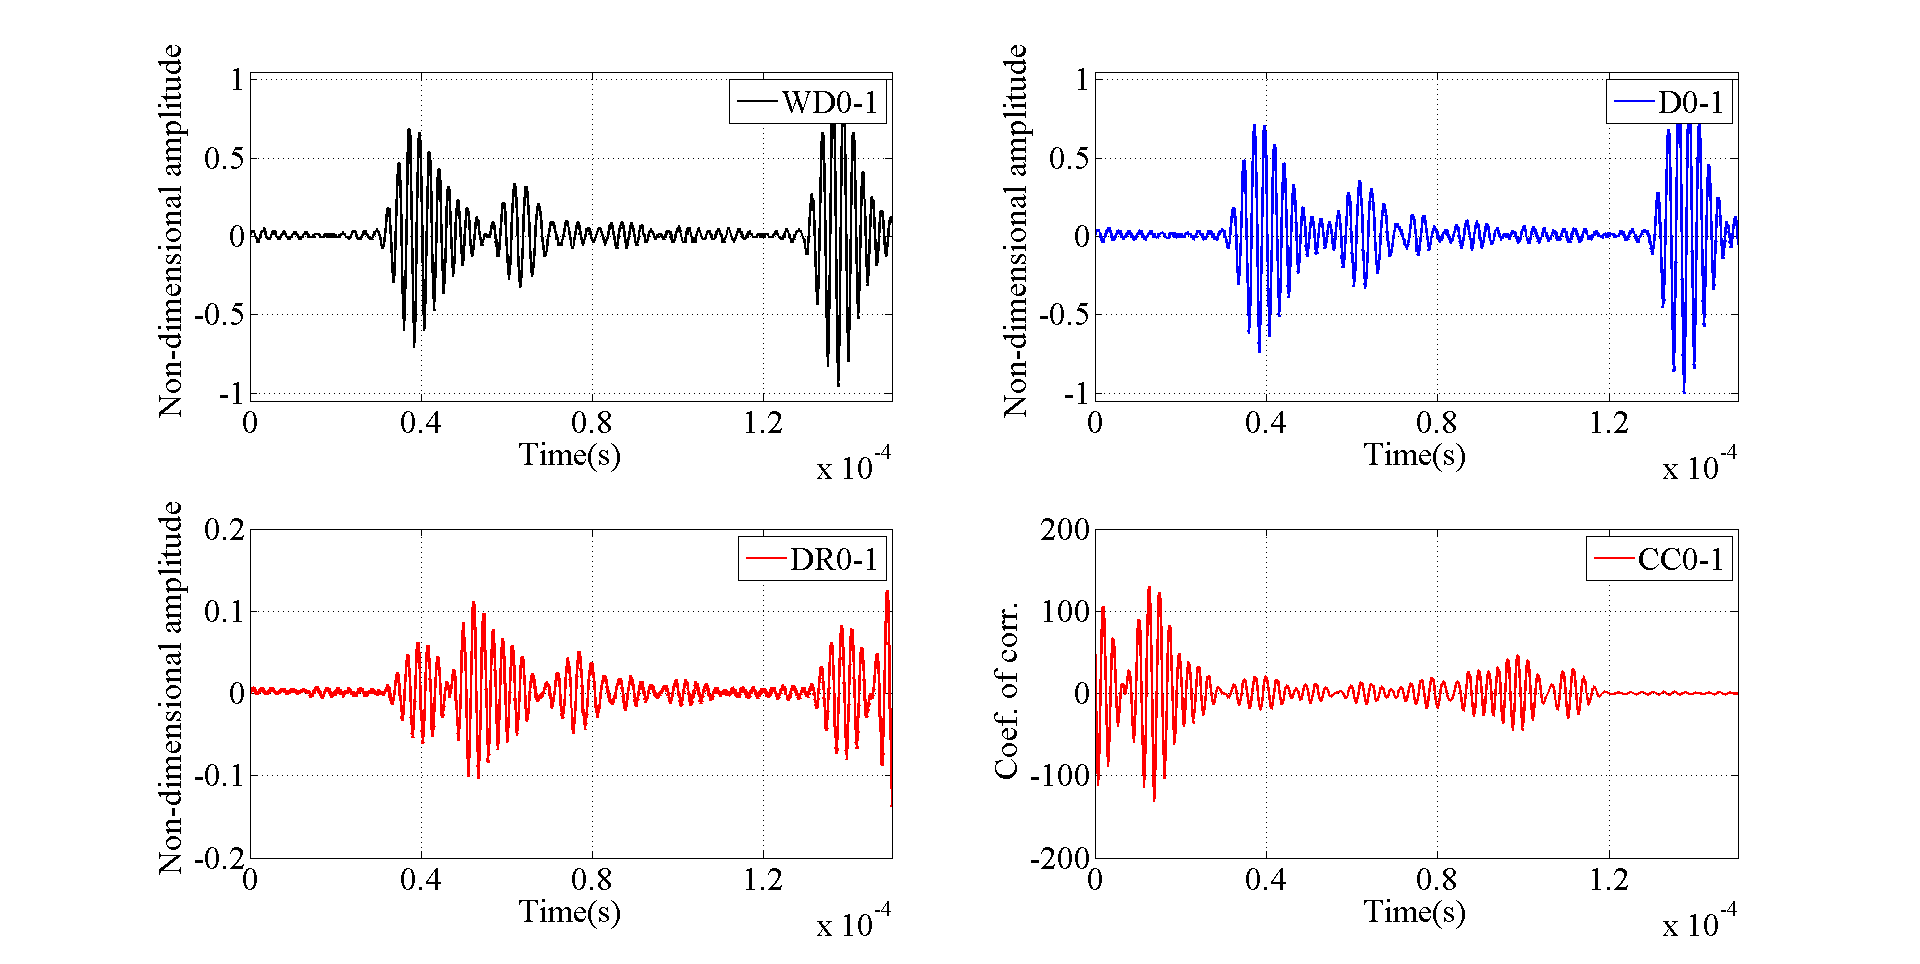 Non-dimensional amplitude
1
0.5
0
-0.5
-1
WD0-1
0 0.4 0.8 1.2
Time(s)
x 10-4
Non-dimensional amplitude
1
0.5
0
-0.5
-1
D0-1
0 0.4 0.8 1.2
Time(s)
x 10-4
Non-dimensional amplitude
0.2
0.1
0
-0.1
-0.2
DR0-1
0 0.4 0.8 1.2
Time(s)
x 10-4
Coef. of corr.
200
100
0
-100
-200
CC0-1
0 0.4 0.8 1.2
Time(s)
x 10-4